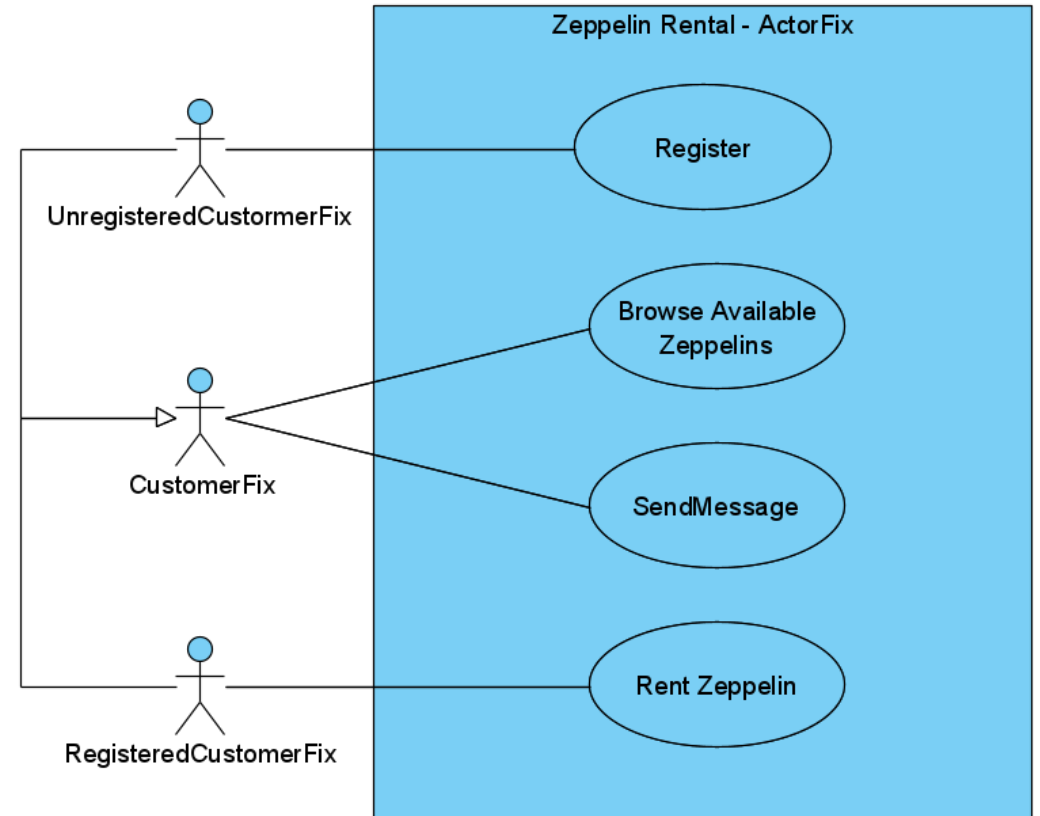 Zeppelin Rental - ActorFix
Register
UnregisteredCustormerFix
Browse Available
Zeppelins
CustomerFix
SendMessage
Rent Zeppelin
RegisteredCustomerFix